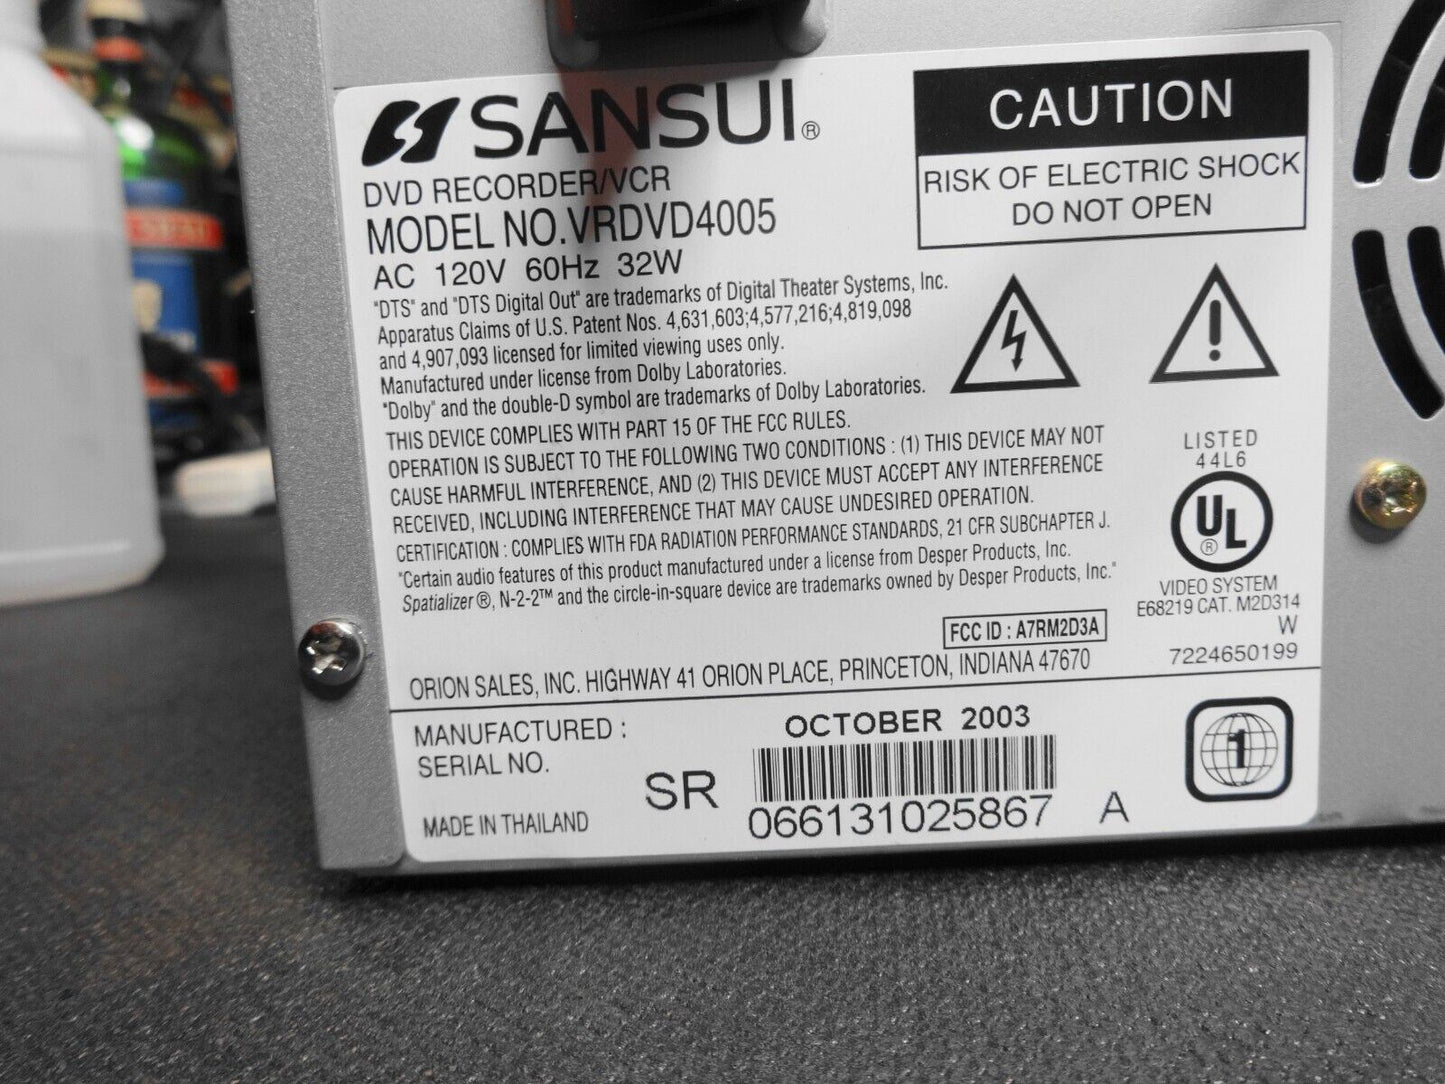 SANSUI®
DVD RECORDER/VCR
MODEL NO.VRDVD4005
AC 120V 60Hz 32W
"DTS" and "DTS Digital Out" are trademarks of Digital Theater Systems, Inc.
Apparatus Claims of U.S. Patent Nos. 4,631,603;4,577,216;4,819,098
and 4,907,093 licensed for limited viewing uses only.
Manufactured under license from Dolby Laboratories.
"Dolby" and the double-D symbol are trademarks of Dolby Laboratories.
THIS DEVICE COMPLIES WITH PART 15 OF THE FCC RULES.
OPERATION IS SUBJECT TO THE FOLLOWING TWO CONDITIONS : (1) THIS DEVICE MAY NOT
CAUSE HARMFUL INTERFERENCE, AND (2) THIS DEVICE MUST ACCEPT ANY INTERFERENCE
RECEIVED, INCLUDING INTERFERENCE THAT MAY CAUSE UNDESIRED OPERATION.
CERTIFICATION : COMPLIES WITH FDA RADIATION PERFORMANCE STANDARDS, 21 CFR SUBCHAPTER J.
"Certain audio features of this product manufactured under a license from Desper Products, Inc.
Spatializer ®, N-2-2™ and the circle-in-square device are trademarks owned by Desper Products, Inc."
FCC ID : A7RM2D3A
ORION SALES, INC. HIGHWAY 41 ORION PLACE, PRINCETON, INDIANA 47670
CAUTION
RISK OF ELECTRIC SHOCK
DO NOT OPEN
LISTED
44L6
UL®
VIDEO SYSTEM
E68219 CAT. M2D314
W
7224650199
MANUFACTURED : OCTOBER 2003
SERIAL NO.
SR 066131025867 A
MADE IN THAILAND
1